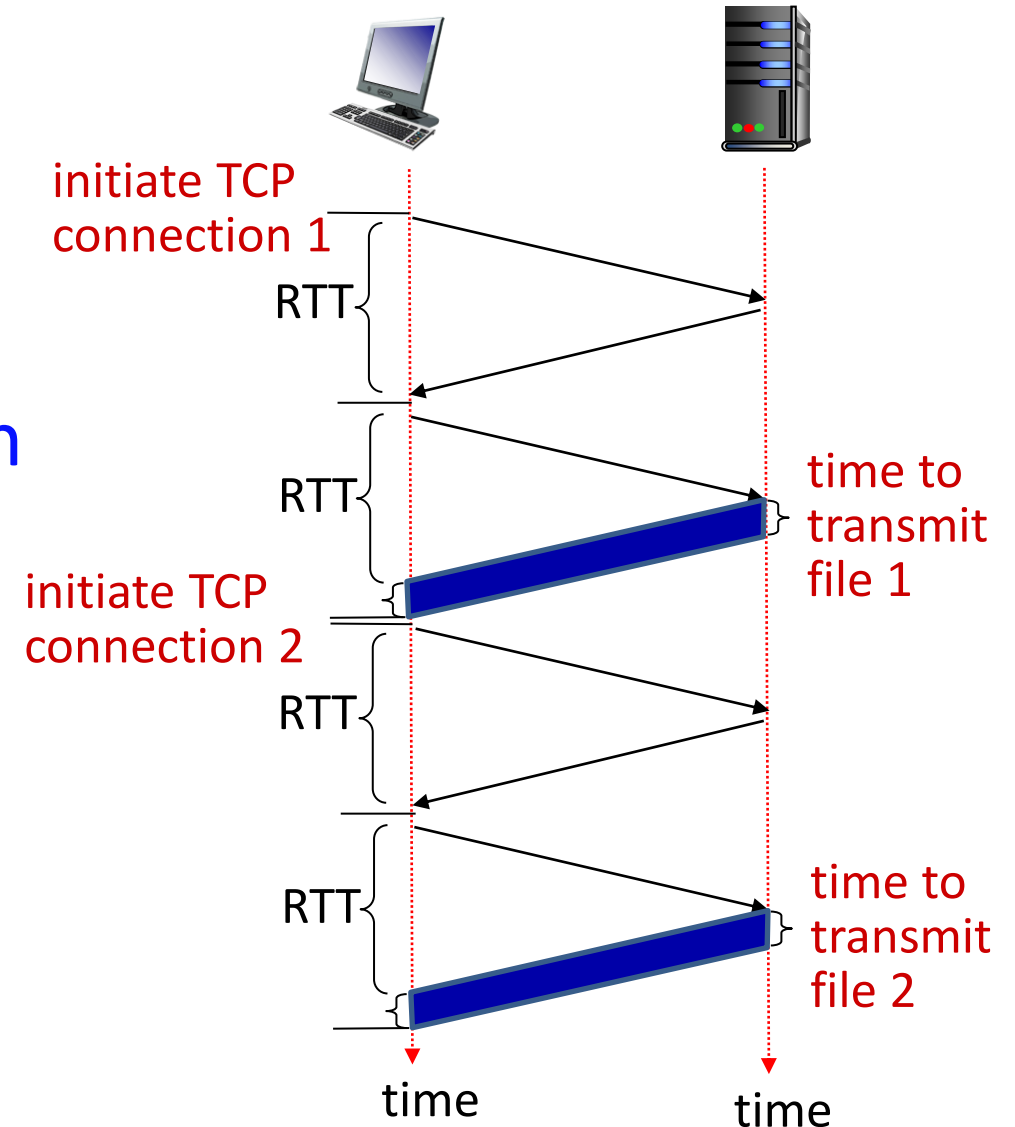 initiate TCP
connection 1
RTT
n
RTT
time to
transmit
file 1
initiate TCP
connection 2
RTT
RTT
time to
transmit
file 2
time
time